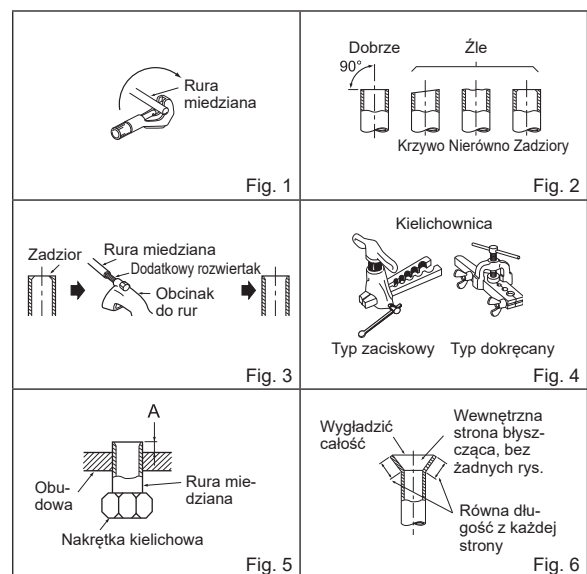 Rura
miedziana
Fig. 1
Dobrze
Źle
90°
Krzywo Nierówno Zadziory
Fig. 2
Zadzior
Rura miedziana
Dodatkowy rozwiertak
Obcinak
do rur
Fig. 3
Kielichownica
Typ zaciskowy
Typ dokręcany
Fig. 4
A
Obu-
dowa
Rura mie-
dziana
Nakrętka kielichowa
Fig. 5
Wygładzić
całość
Wewnętrzna
strona błysz-
cząca, bez
żadnych rys.
Równa dłu-
gość z każdej
strony
Fig. 6